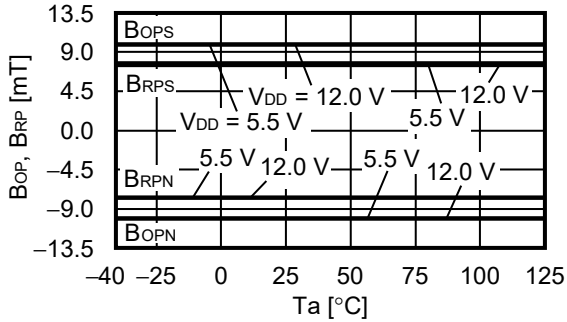 13.5
9.0
4.5
0.0
−4.5
−9.0
−13.5
BOP, BRP [mT]
BOPS
BRPS
VDD = 12.0 V
12.0 V
VDD = 5.5 V
5.5 V
5.5 V
12.0 V
5.5 V
12.0 V
BRPN
BOPN
−40 −25 0 25 50 75 100 125
Ta [°C]